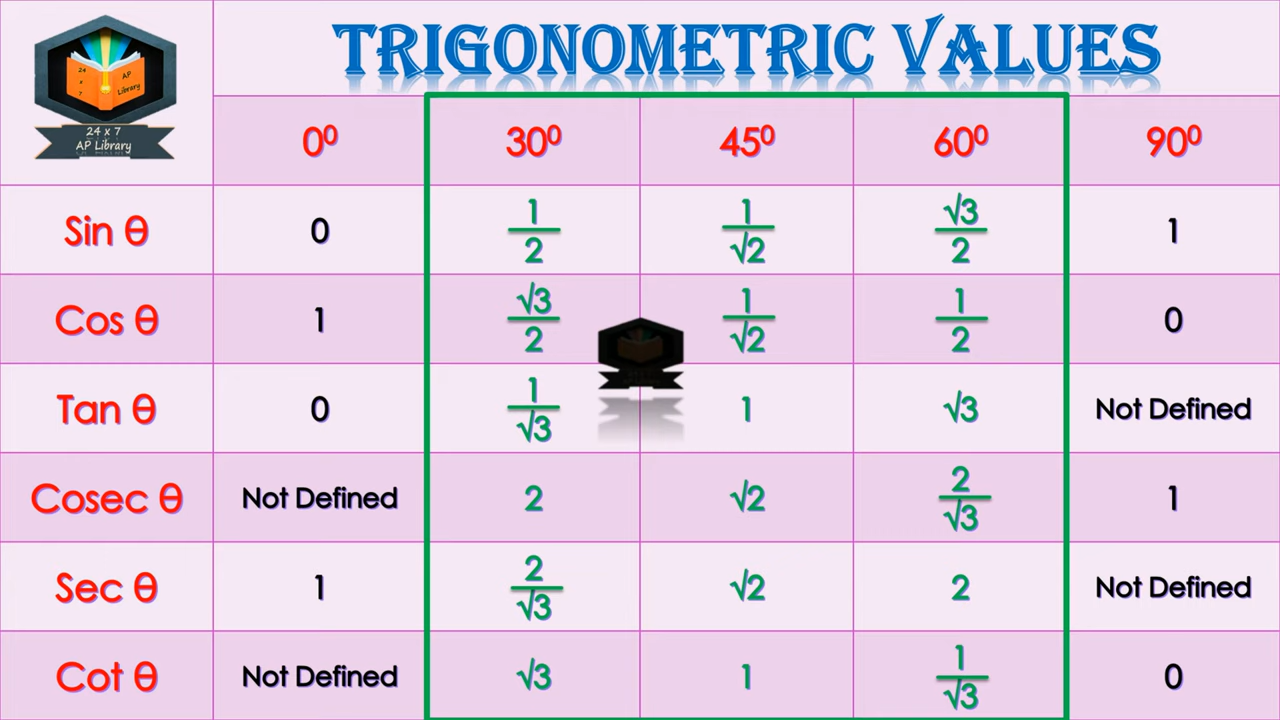 TRIGONOMETRIC VALUES
24 AP
x
7 Library
24 x 7
AP Library
0⁰ 30⁰ 45⁰ 60⁰ 90⁰
Sin θ 0 1/2 1/√2 √3/2 1
Cos θ 1 √3/2 1/√2 1/2 0
Tan θ 0 1/√3 1 √3 Not Defined
Cosec θ Not Defined 2 √2 2/√3 1
Sec θ 1 2/√3 √2 2 Not Defined
Cot θ Not Defined √3 1 1/√3 0